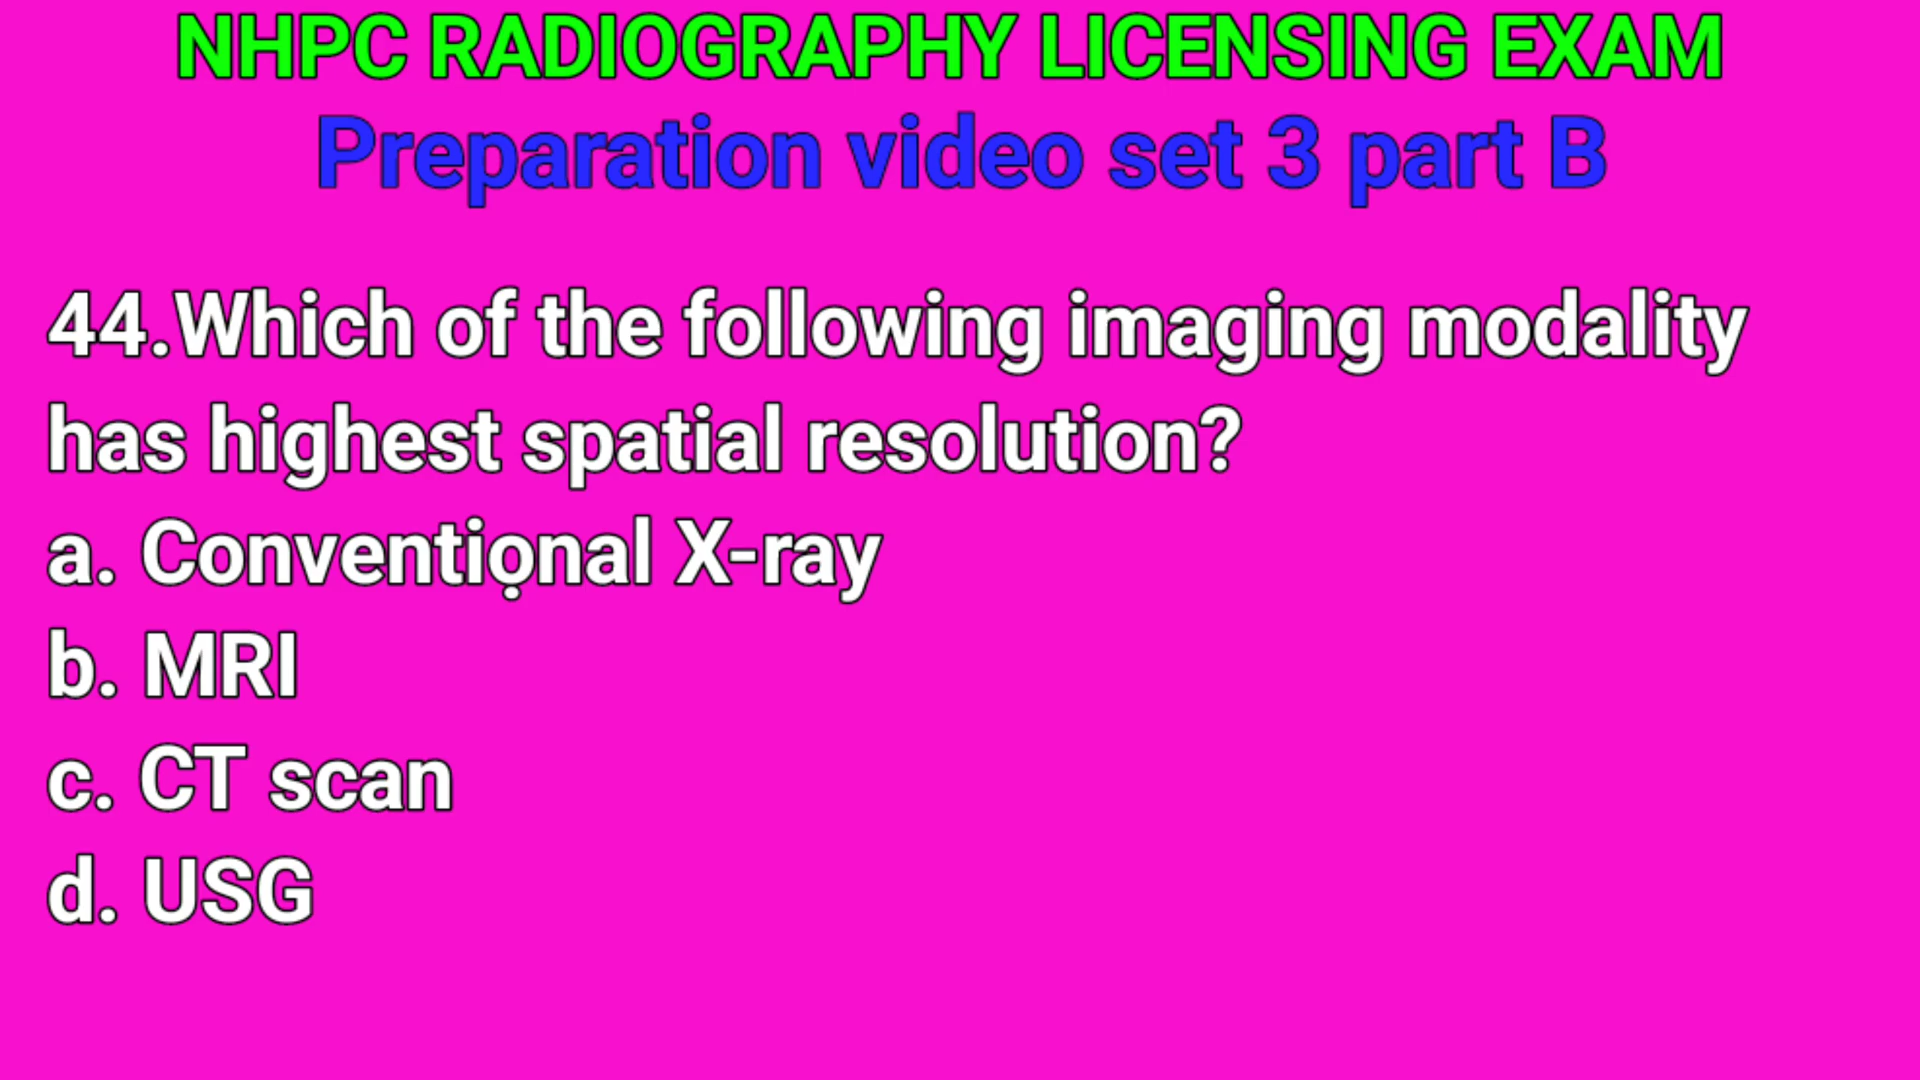 NHPC RADIOGRAPHY LICENSING EXAM
Preparation video set 3 part B
44.Which of the following imaging modality
has highest spatial resolution?
a. Conventiọnal X-ray
b. MRI
c. CT scan
d. USG